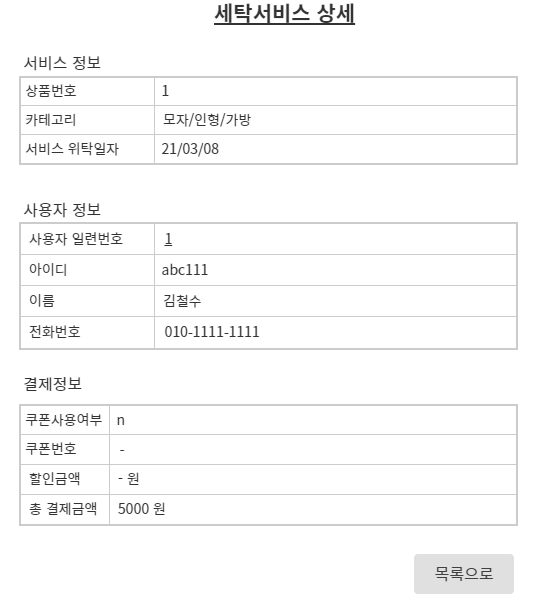 세탁서비스 상세
서비스 정보
상품번호 1
카테고리 모자/인형/가방
서비스 위탁일자 21/03/08
사용자 정보
사용자 일련번호 1
아이디 abc111
이름 김철수
전화번호 010-1111-1111
결제정보
쿠폰사용여부 n
쿠폰번호 -
할인금액 - 원
총 결제금액 5000 원
목록으로